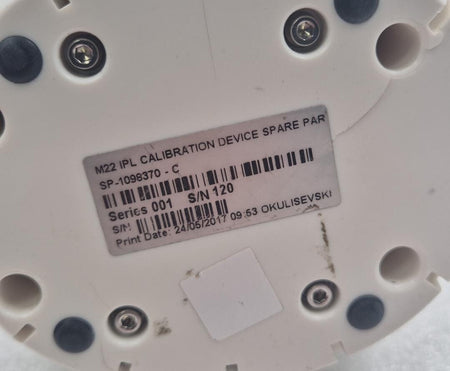 M22 IPL CALIBRATION DEVICE SPARE PAR
SP-1098370 - C
Series 001 S/N 120
S/N
Print Date: 24/05/2017 09:53 OKULISEVSKI